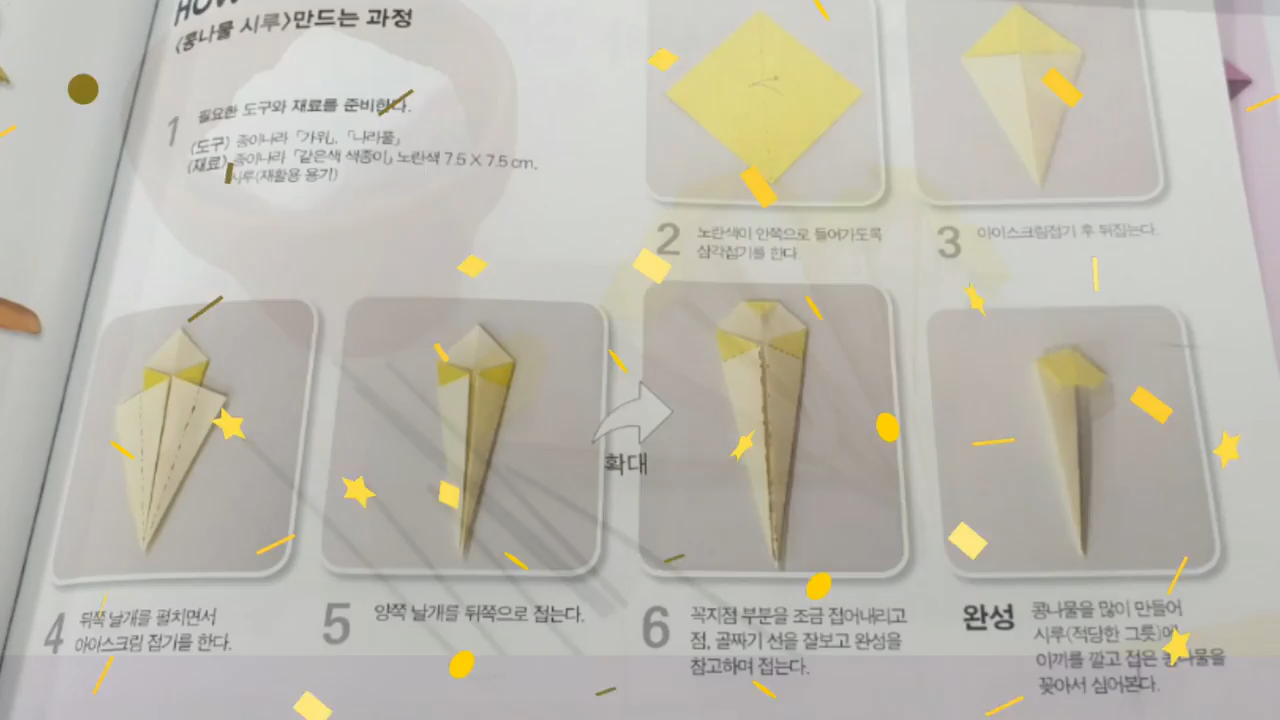 HOW
〈콩나물 시루〉만드는 과정
1 필요한 도구와 재료를 준비한다.
(도구) 종이나라 「가위」, 「나라풀」
(재료) 종이나라 「같은색 색종이」 노란색 7.5 X 7.5 cm,
시루(재활용 용기)
2 노란색이 안쪽으로 들어가도록
삼각접기를 한다.
3 아이스크림접기 후 뒤집는다.
4 뒤쪽 날개를 펼치면서
아이스크림 접기를 한다.
5 양쪽 날개를 뒤쪽으로 접는다.
확대
6 꼭지점 부분을 조금 접어내리고
점, 골짜기 선을 잘보고 완성을
참고하며 접는다.
완성 콩나물을 많이 만들어
시루(적당한 그릇)에
이끼를 깔고 접은 콩나물을
꽂아서 심어본다.